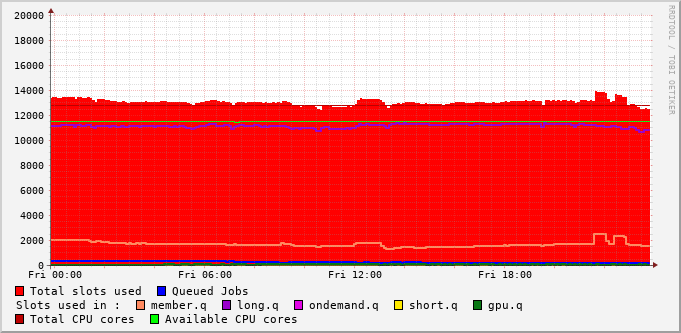 RRDTOOL / TOBI OETIKER
20000
18000
16000
14000
12000
10000
8000
6000
4000
2000
0
Fri 00:00 Fri 06:00 Fri 12:00 Fri 18:00
Total slots used Queued Jobs
Slots used in : member.q long.q ondemand.q short.q gpu.q
Total CPU cores Available CPU cores